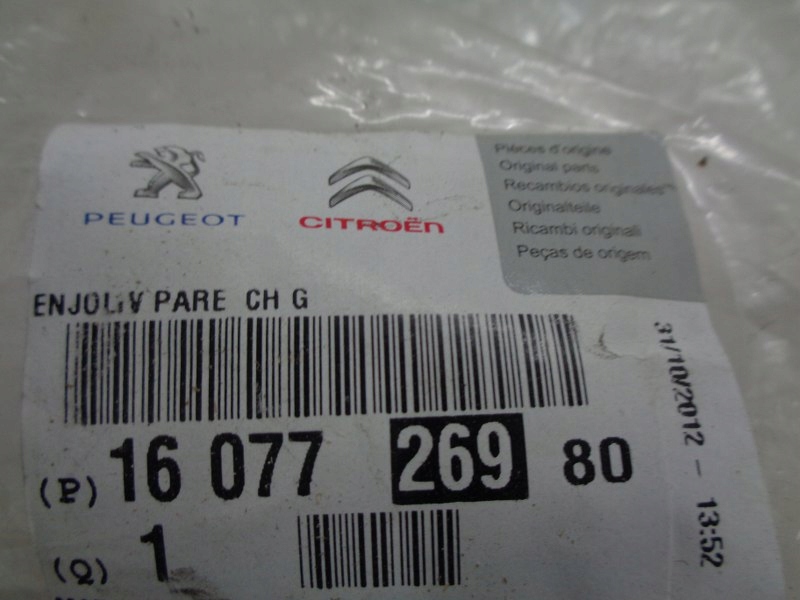 PEUGEOT
CITROËN
Pièces d'origine
Original parts
Recambios originales
Originalteile
Ricambi originali
Peças de origem
ENJOLIV PARE CH G
31/10/2012 - 13:52
(P) 16 077 269 80
(Q) 1